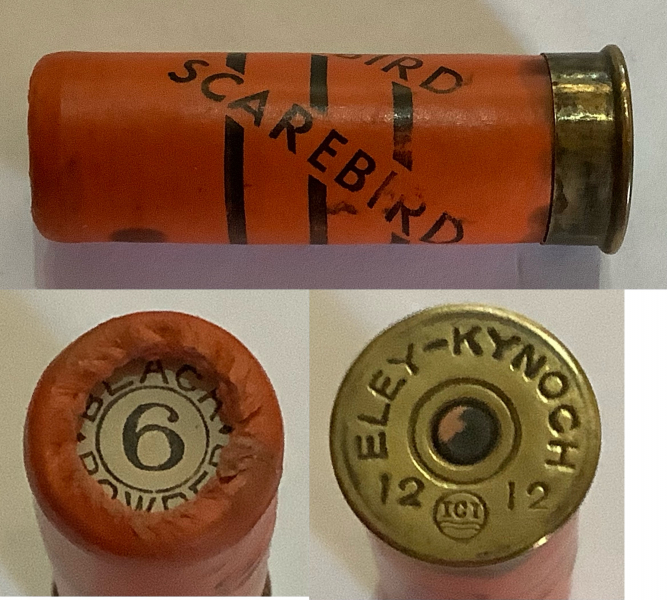 BIRD
SCAREBIRD
BLACK
6
POWDER
ELEY-KYNOCH
12 12
ICI